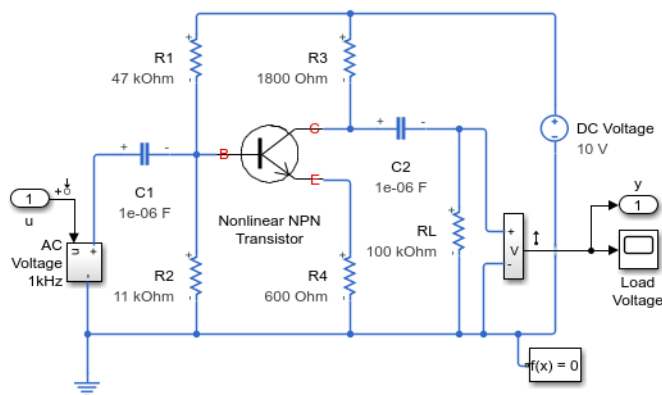 R1
47 kOhm
R3
1800 Ohm
+
-
+
-
B
C
E
+
-
C1
1e-06 F
+
-
C2
1e-06 F
Nonlinear NPN
Transistor
+
-
DC Voltage
10 V
1
u
+
u
+
-
AC
Voltage
1kHz
R2
11 kOhm
+
-
R4
600 Ohm
+
-
RL
100 kOhm
+
-
+
V
-
y
1
Load
Voltage
f(x) = 0